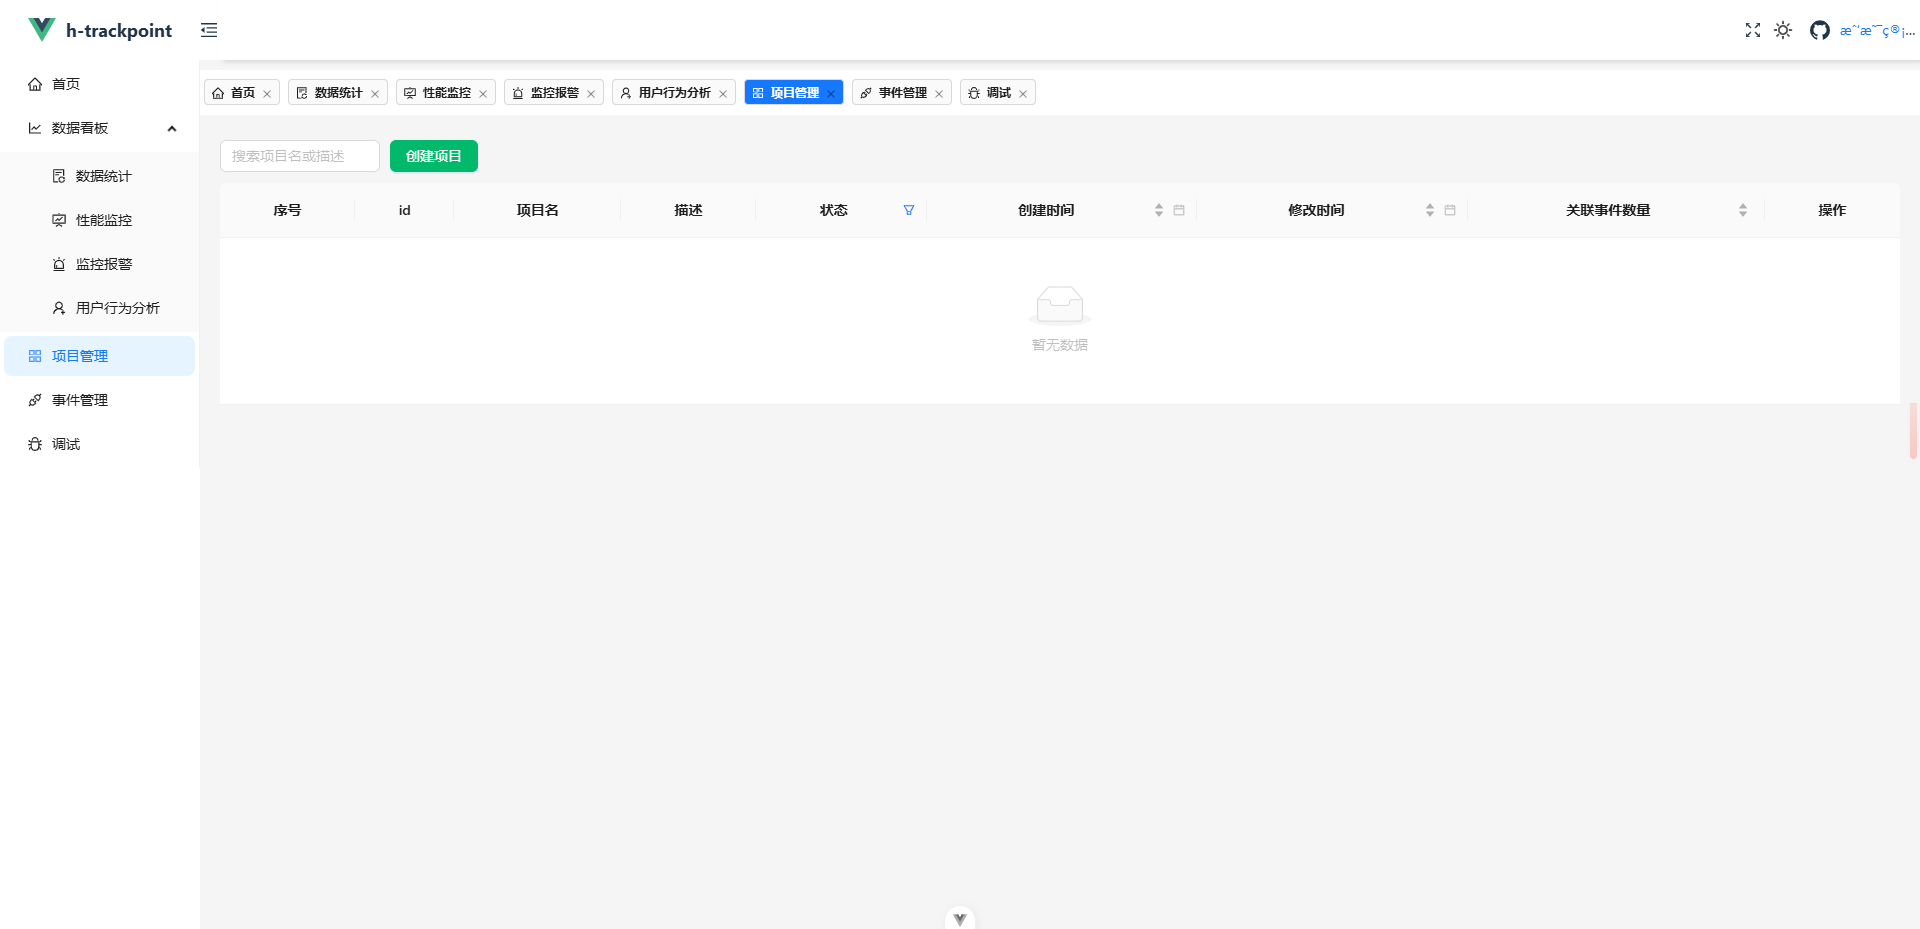 h-trackpoint
首页
数据看板
数据统计
性能监控
监控报警
用户行为分析
项目管理
事件管理
调试
首页 数据统计 性能监控 监控报警 用户行为分析 项目管理 事件管理 调试
搜索项目名或描述 创建项目
序号 id 项目名 描述 状态 创建时间 修改时间 关联事件数量 操作
暂无数据